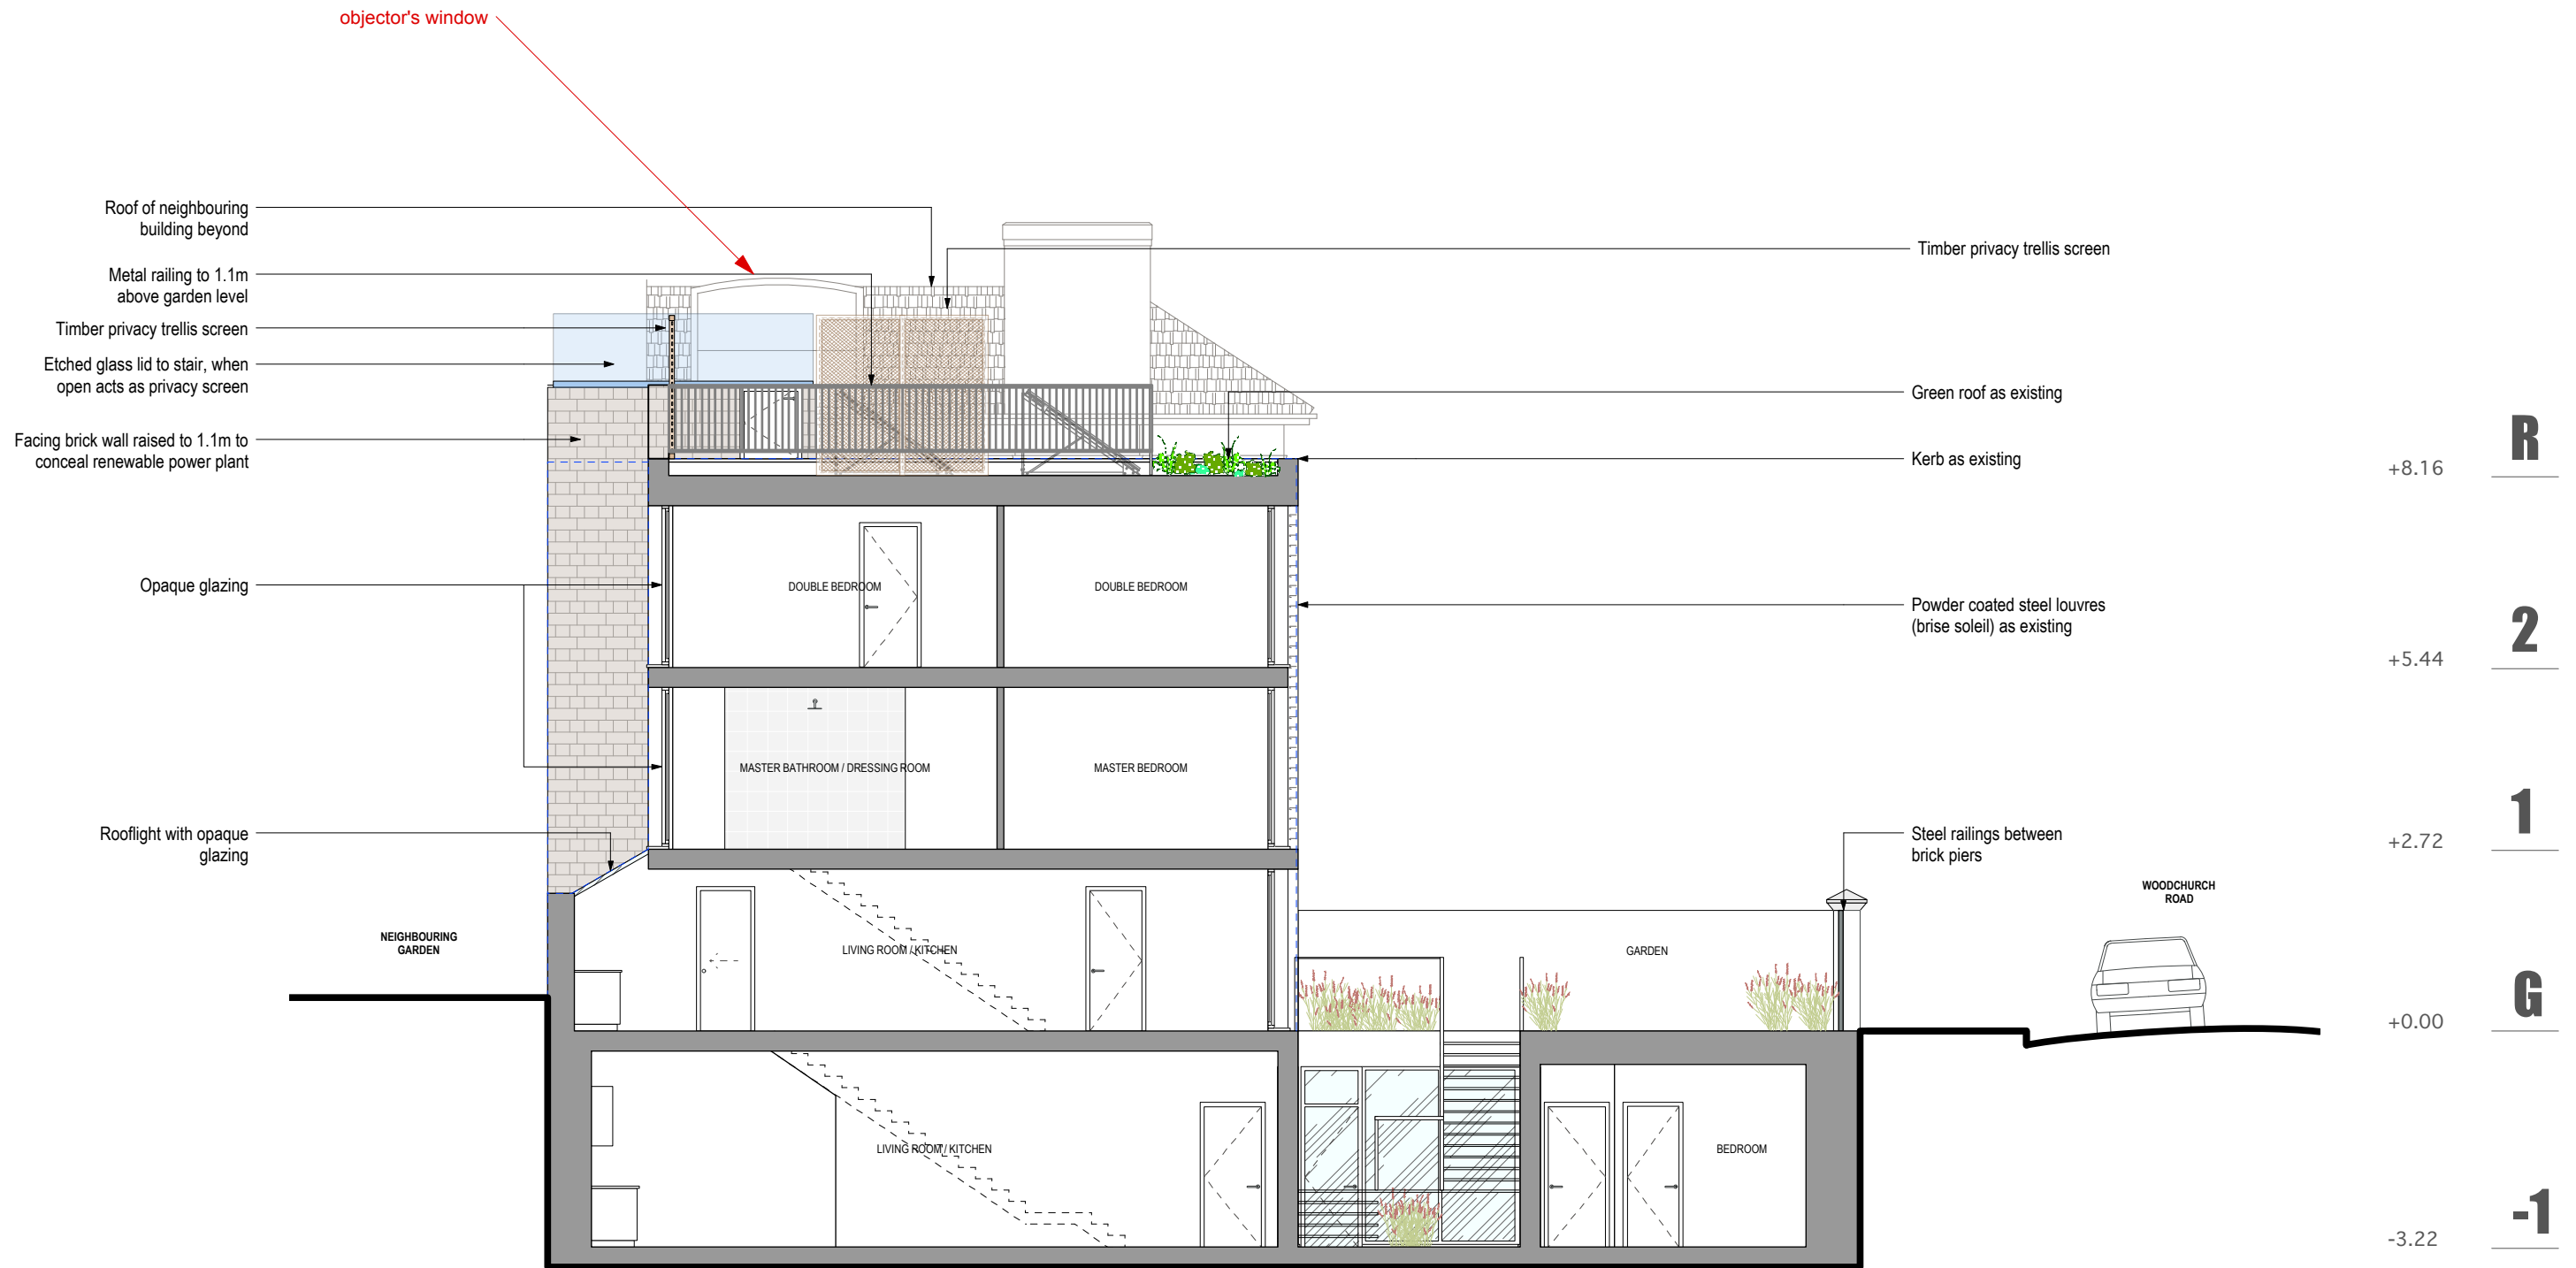 objector's window
Roof of neighbouring
building beyond
Metal railing to 1.1m
above garden level
Timber privacy trellis screen
Etched glass lid to stair, when
open acts as privacy screen
Facing brick wall raised to 1.1m to
conceal renewable power plant
Opaque glazing
Rooflight with opaque
glazing
NEIGHBOURING
GARDEN
DOUBLE BEDROOM
DOUBLE BEDROOM
MASTER BATHROOM / DRESSING ROOM
MASTER BEDROOM
LIVING ROOM / KITCHEN
LIVING ROOM / KITCHEN
GARDEN
BEDROOM
Timber privacy trellis screen
Green roof as existing
Kerb as existing
Powder coated steel louvres
(brise soleil) as existing
Steel railings between
brick piers
WOODCHURCH
ROAD
+8.16
R
+5.44
2
+2.72
1
+0.00
G
-3.22
-1